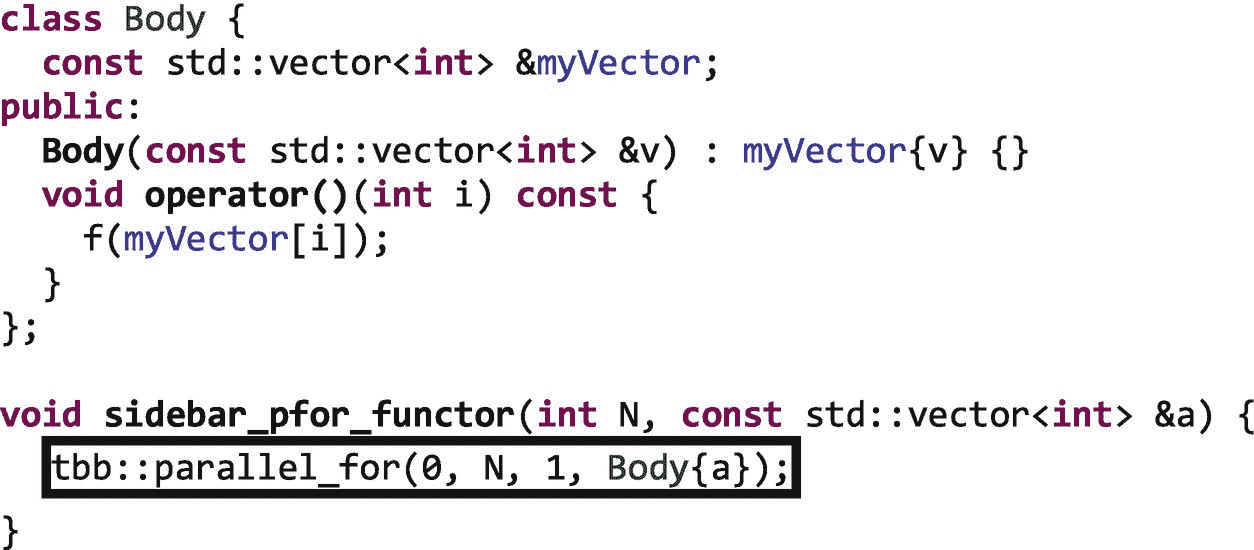 class Body {
  const std::vector<int> &myVector;
public:
  Body(const std::vector<int> &v) : myVector{v} {}
  void operator()(int i) const {
    f(myVector[i]);
  }
};

void sidebar_pfor_functor(int N, const std::vector<int> &a) {
  tbb::parallel_for(0, N, 1, Body{a});
}